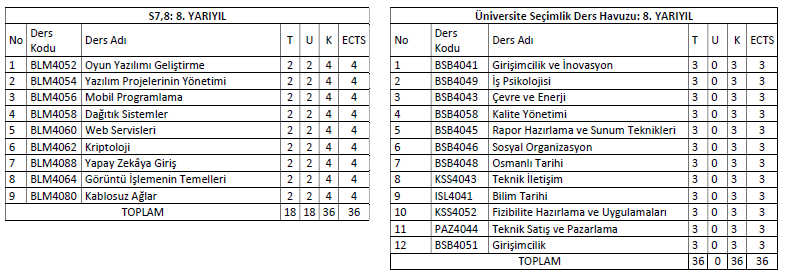 S7,8: 8. YARIYIL
No Ders Kodu Ders Adı T U K ECTS
1 BLM4052 Oyun Yazılımı Geliştirme 2 2 4 4
2 BLM4054 Yazılım Projelerinin Yönetimi 2 2 4 4
3 BLM4056 Mobil Programlama 2 2 4 4
4 BLM4058 Dağıtık Sistemler 2 2 4 4
5 BLM4060 Web Servisleri 2 2 4 4
6 BLM4062 Kriptoloji 2 2 4 4
7 BLM4088 Yapay Zekâya Giriş 2 2 4 4
8 BLM4064 Görüntü İşlemenin Temelleri 2 2 4 4
9 BLM4080 Kablosuz Ağlar 2 2 4 4
TOPLAM 18 18 36 36
Üniversite Seçimlik Ders Havuzu: 8. YARIYIL
No Ders Kodu Ders Adı T U K ECTS
1 BSB4041 Girişimcilik ve İnovasyon 3 0 3 3
2 BSB4049 İş Psikolojisi 3 0 3 3
3 BSB4043 Çevre ve Enerji 3 0 3 3
4 BSB4058 Kalite Yönetimi 3 0 3 3
5 BSB4045 Rapor Hazırlama ve Sunum Teknikleri 3 0 3 3
6 BSB4046 Sosyal Organizasyon 3 0 3 3
7 BSB4048 Osmanlı Tarihi 3 0 3 3
8 KSS4043 Teknik İletişim 3 0 3 3
9 ISL4041 Bilim Tarihi 3 0 3 3
10 KSS4052 Fizibilite Hazırlama ve Uygulamaları 3 0 3 3
11 PAZ4044 Teknik Satış ve Pazarlama 3 0 3 3
12 BSB4051 Girişimcilik 3 0 3 3
TOPLAM 36 0 36 36